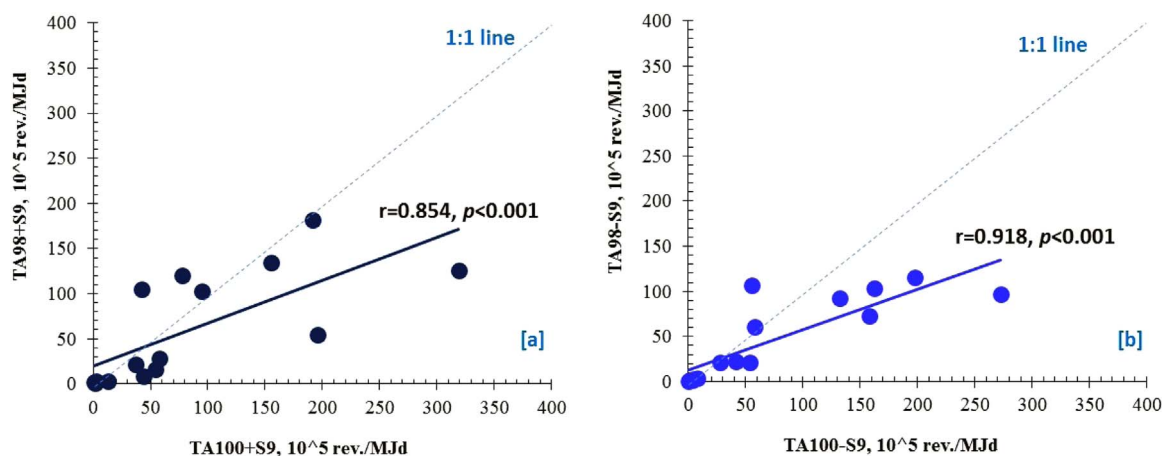 400
350
300
250
200
150
100
50
0
TA98+S9, 10^5 rev./MJd
1:1 line
r=0.854, p<0.001
[a]
0 50 100 150 200 250 300 350 400
TA100+S9, 10^5 rev./MJd
400
350
300
250
200
150
100
50
0
TA98-S9, 10^5 rev./MJd
1:1 line
r=0.918, p<0.001
[b]
0 50 100 150 200 250 300 350 400
TA100-S9, 10^5 rev./MJd